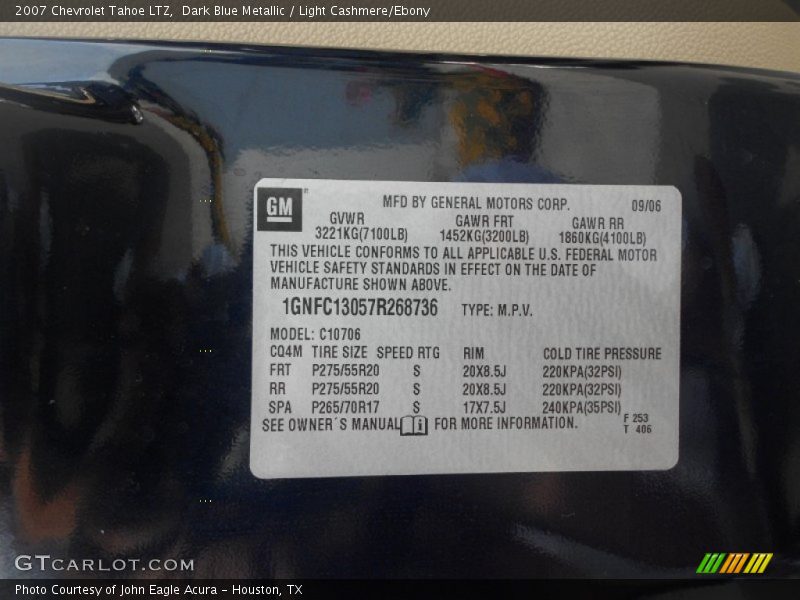 2007 Chevrolet Tahoe LTZ,  Dark Blue Metallic / Light Cashmere/Ebony
GM MFD BY GENERAL MOTORS CORP. 09/06
GVWR GAWR FRT GAWR RR
3221KG(7100LB) 1452KG(3200LB) 1860KG(4100LB)
THIS VEHICLE CONFORMS TO ALL APPLICABLE U.S. FEDERAL MOTOR
VEHICLE SAFETY STANDARDS IN EFFECT ON THE DATE OF
MANUFACTURE SHOWN ABOVE.
1GNFC13057R268736 TYPE: M.P.V.
MODEL: C10706
CQ4M TIRE SIZE SPEED RTG RIM COLD TIRE PRESSURE
FRT P275/55R20 S 20X8.5J 220KPA(32PSI)
RR P275/55R20 S 20X8.5J 220KPA(32PSI)
SPA P265/70R17 S 17X7.5J 240KPA(35PSI)
SEE OWNER´S MANUAL i FOR MORE INFORMATION.
F 253
T 406
GTCARLOT.COM
Photo Courtesy of John Eagle Acura - Houston, TX